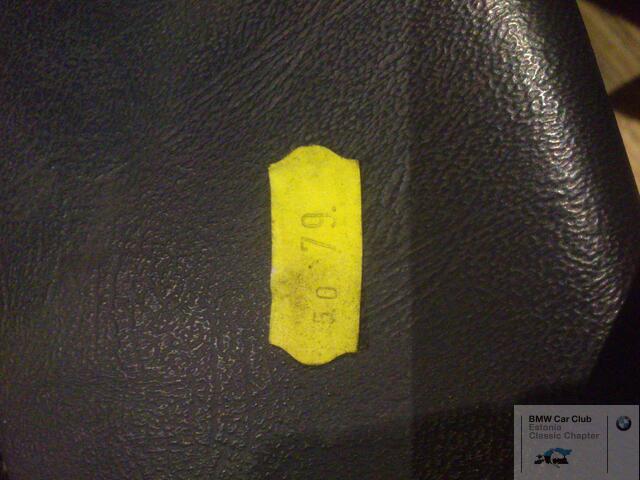 50 79.
BMW Car Club
Estonia
Classic Chapter